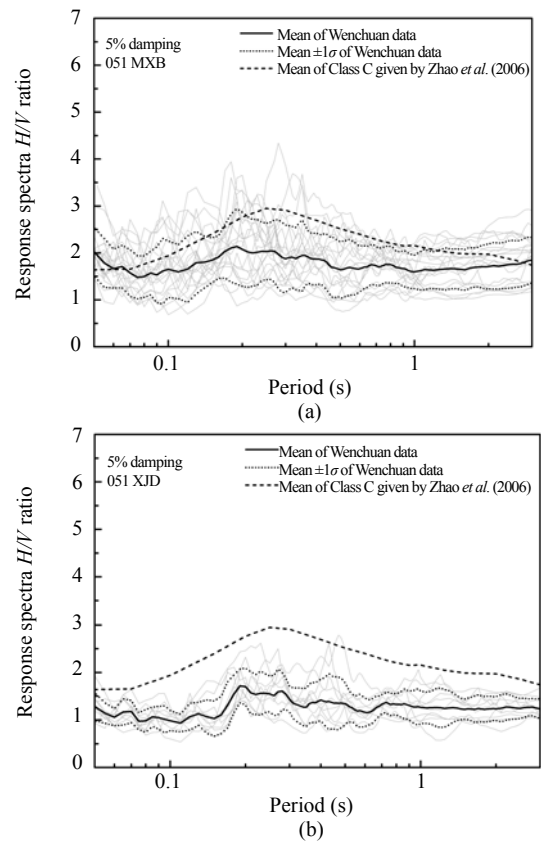 7
6
5
4
3
2
1
0
Response spectra H/V ratio
5% damping
051 MXB
Mean of Wenchuan data
Mean ±1σ of Wenchuan data
Mean of Class C given by Zhao et al. (2006)
0.1 1
Period (s)
(a)
7
6
5
4
3
2
1
0
Response spectra H/V ratio
5% damping
051 XJD
Mean of Wenchuan data
Mean ±1σ of Wenchuan data
Mean of Class C given by Zhao et al. (2006)
0.1 1
Period (s)
(b)